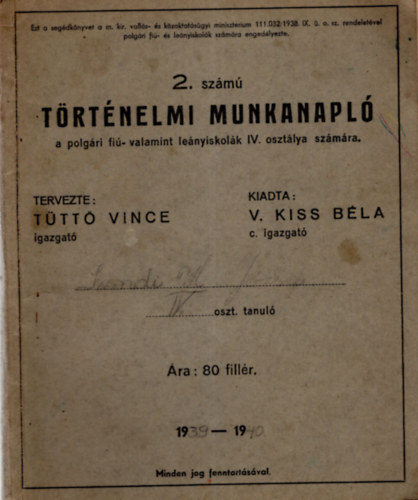 Ezt a segédkönyvet a m. kir. vallás- és közoktatásügyi miniszterium 111.032/1938. IX. ü. o. sz. rendeletével
polgári fiú- és leányiskolák számára engedélyezte.
2. számú
TÖRTÉNELMI MUNKANAPLÓ
a polgári fiú- valamint leányiskolák IV. osztálya számára.
TERVEZTE:
TÜTTŐ VINCE
igazgató
KIADTA:
V. KISS BÉLA
c. igazgató
IV. oszt. tanuló
Ára: 80 fillér.
1939 — 1940
Minden jog fenntartásával.